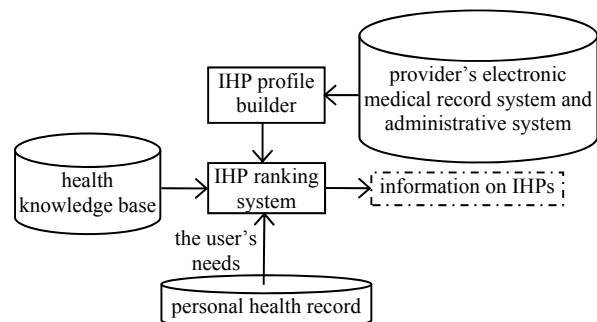 IHP profile
builder
provider's electronic
medical record system and
administrative system
health
knowledge base
IHP ranking
system
information on IHPs
the user's
needs
personal health record